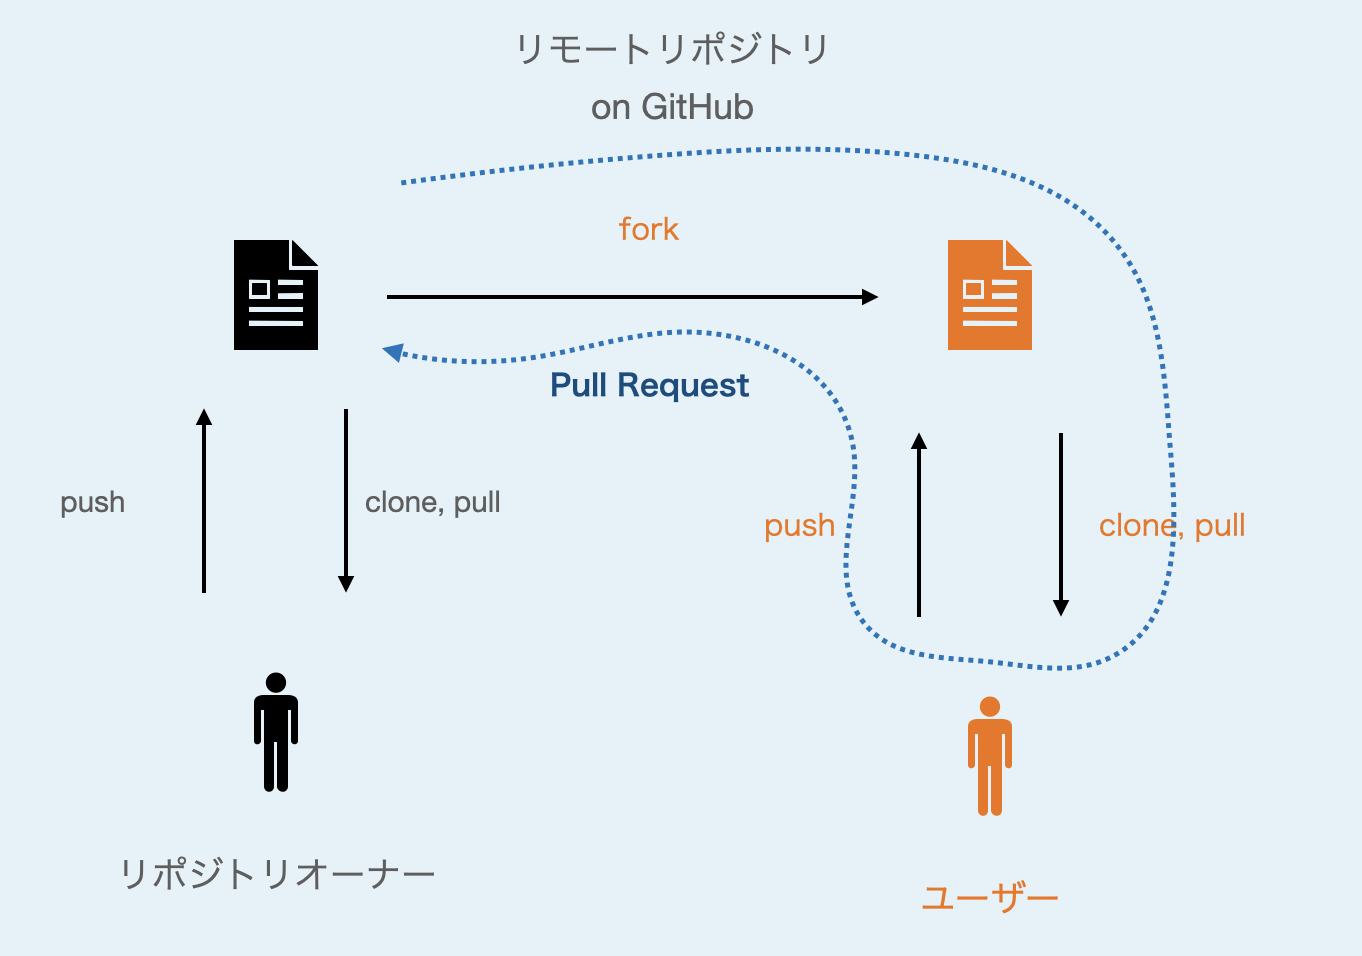 リモートリポジトリ
on GitHub
fork
Pull Request
push
clone, pull
push
clone, pull
リポジトリオーナー
ユーザー